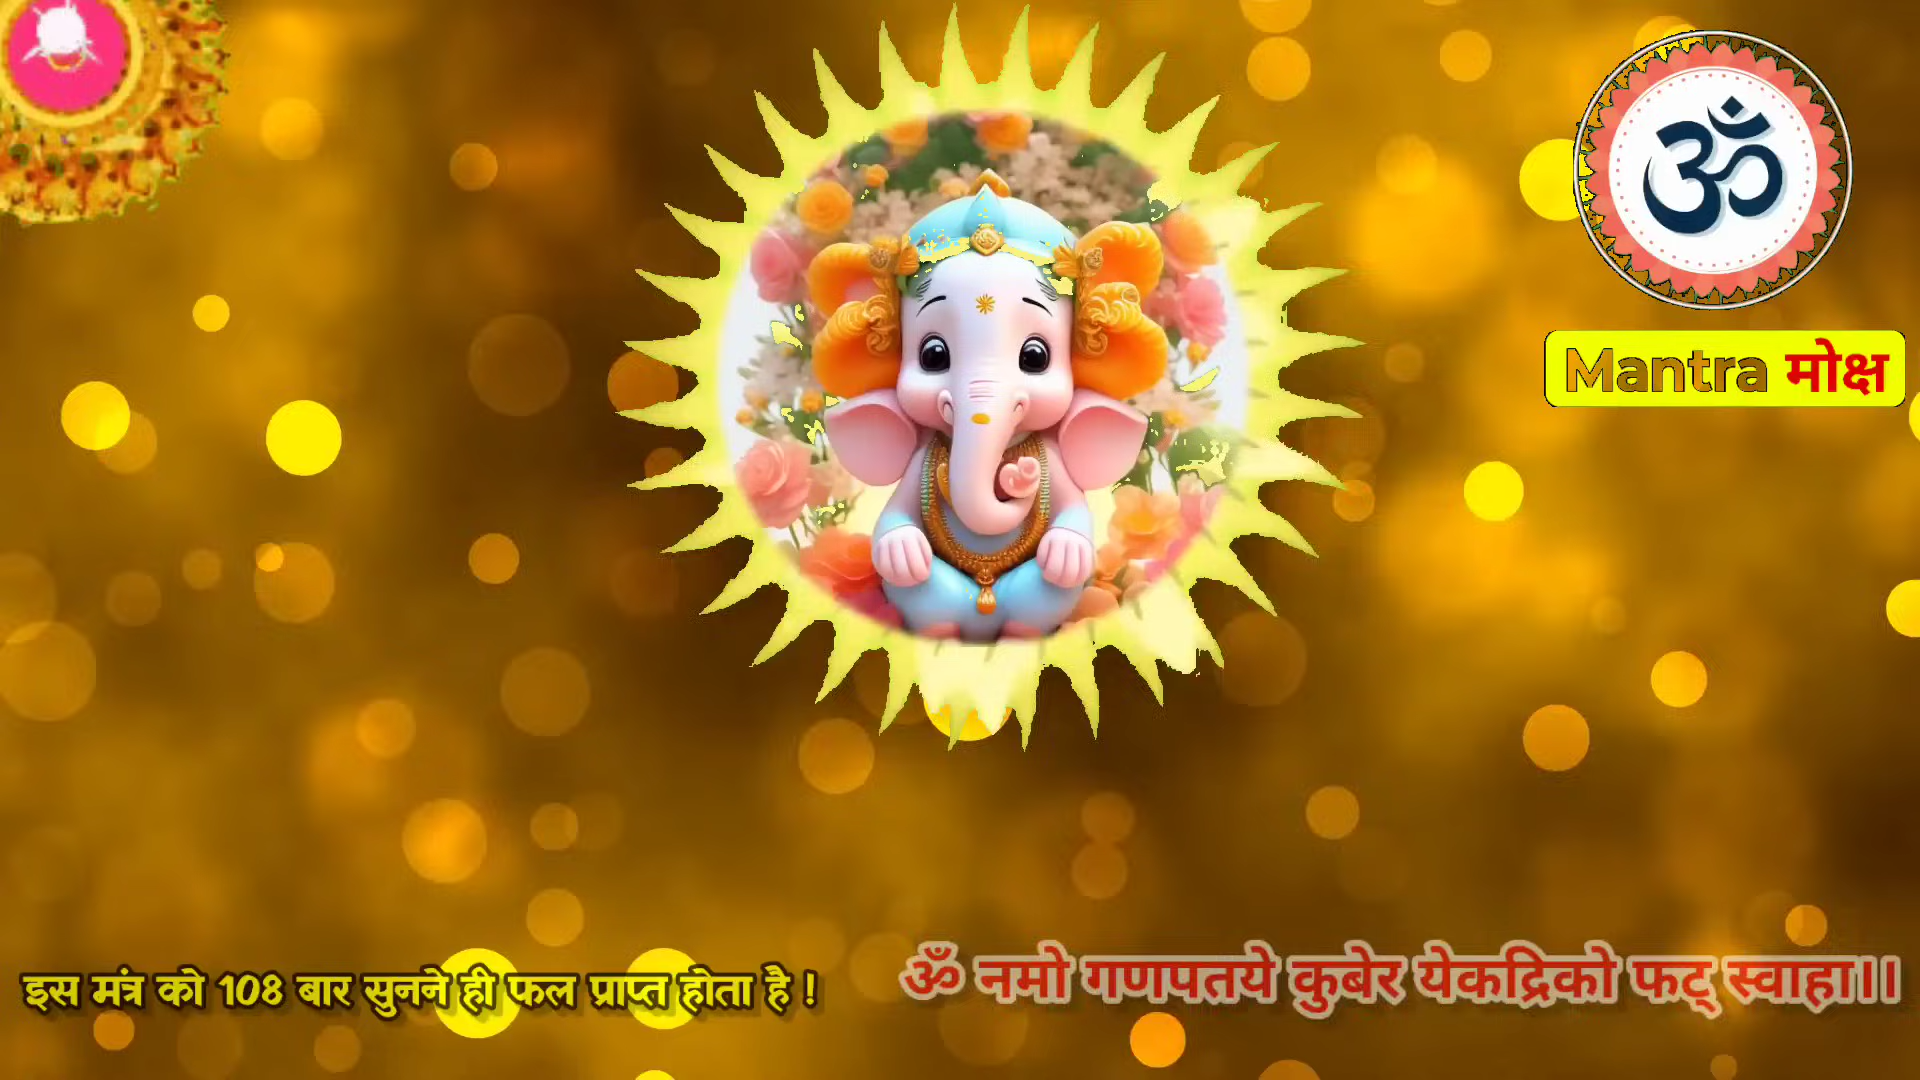 ॐ
Mantra मोक्ष
इस मंत्र को 108 बार सुनने ही फल प्राप्त होता है !
ॐ नमो गणपतये कुबेर येकद्रिको फट् स्वाहा।।